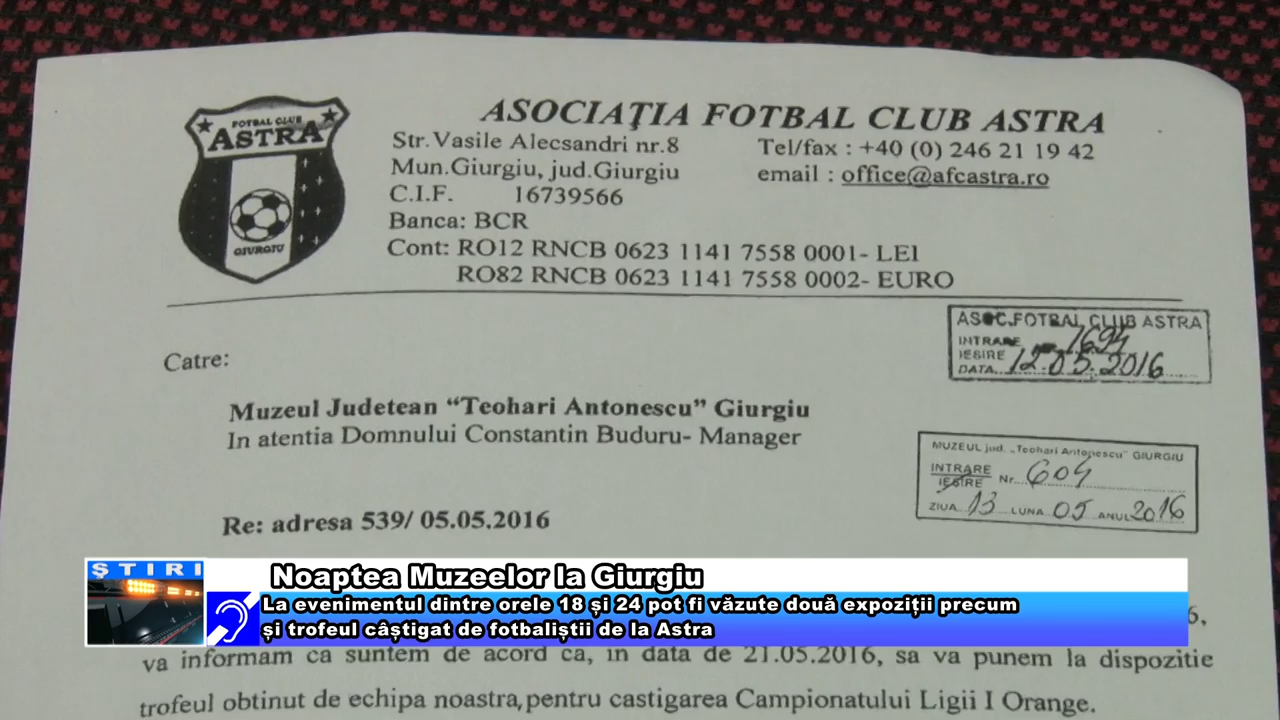 FOTBAL CLUB
ASTRA
GIURGIU
ASOCIAŢIA FOTBAL CLUB ASTRA
Str.Vasile Alecsandri nr.8
Mun.Giurgiu, jud.Giurgiu
C.I.F. 16739566
Banca: BCR
Cont: RO12 RNCB 0623 1141 7558 0001- LEI
RO82 RNCB 0623 1141 7558 0002- EURO
Tel/fax : +40 (0) 246 21 19 42
email : office@afcastra.ro
ASOC.FOTBAL CLUB ASTRA
INTRARE
IESIRE 1694
DATA 12.05.2016
Catre:
Muzeul Judetean “Teohari Antonescu” Giurgiu
In atentia Domnului Constantin Buduru- Manager
MUZEUL jud. „Teohari Antonescu” GIURGIU
INTRARE
IESIRE Nr. 604
ZIUA 13 LUNA 05 ANUL 2016
Re: adresa 539/ 05.05.2016
ŞTIRI
Noaptea Muzeelor la Giurgiu
La evenimentul dintre orele 18 și 24 pot fi văzute două expoziții precum
și trofeul câștigat de fotbaliștii de la Astra
6,
va informam ca suntem de acord ca, in data de 21.05.2016, sa va punem la dispozitie
trofeul obtinut de echipa noastra,pentru castigarea Campionatului Ligii I Orange.